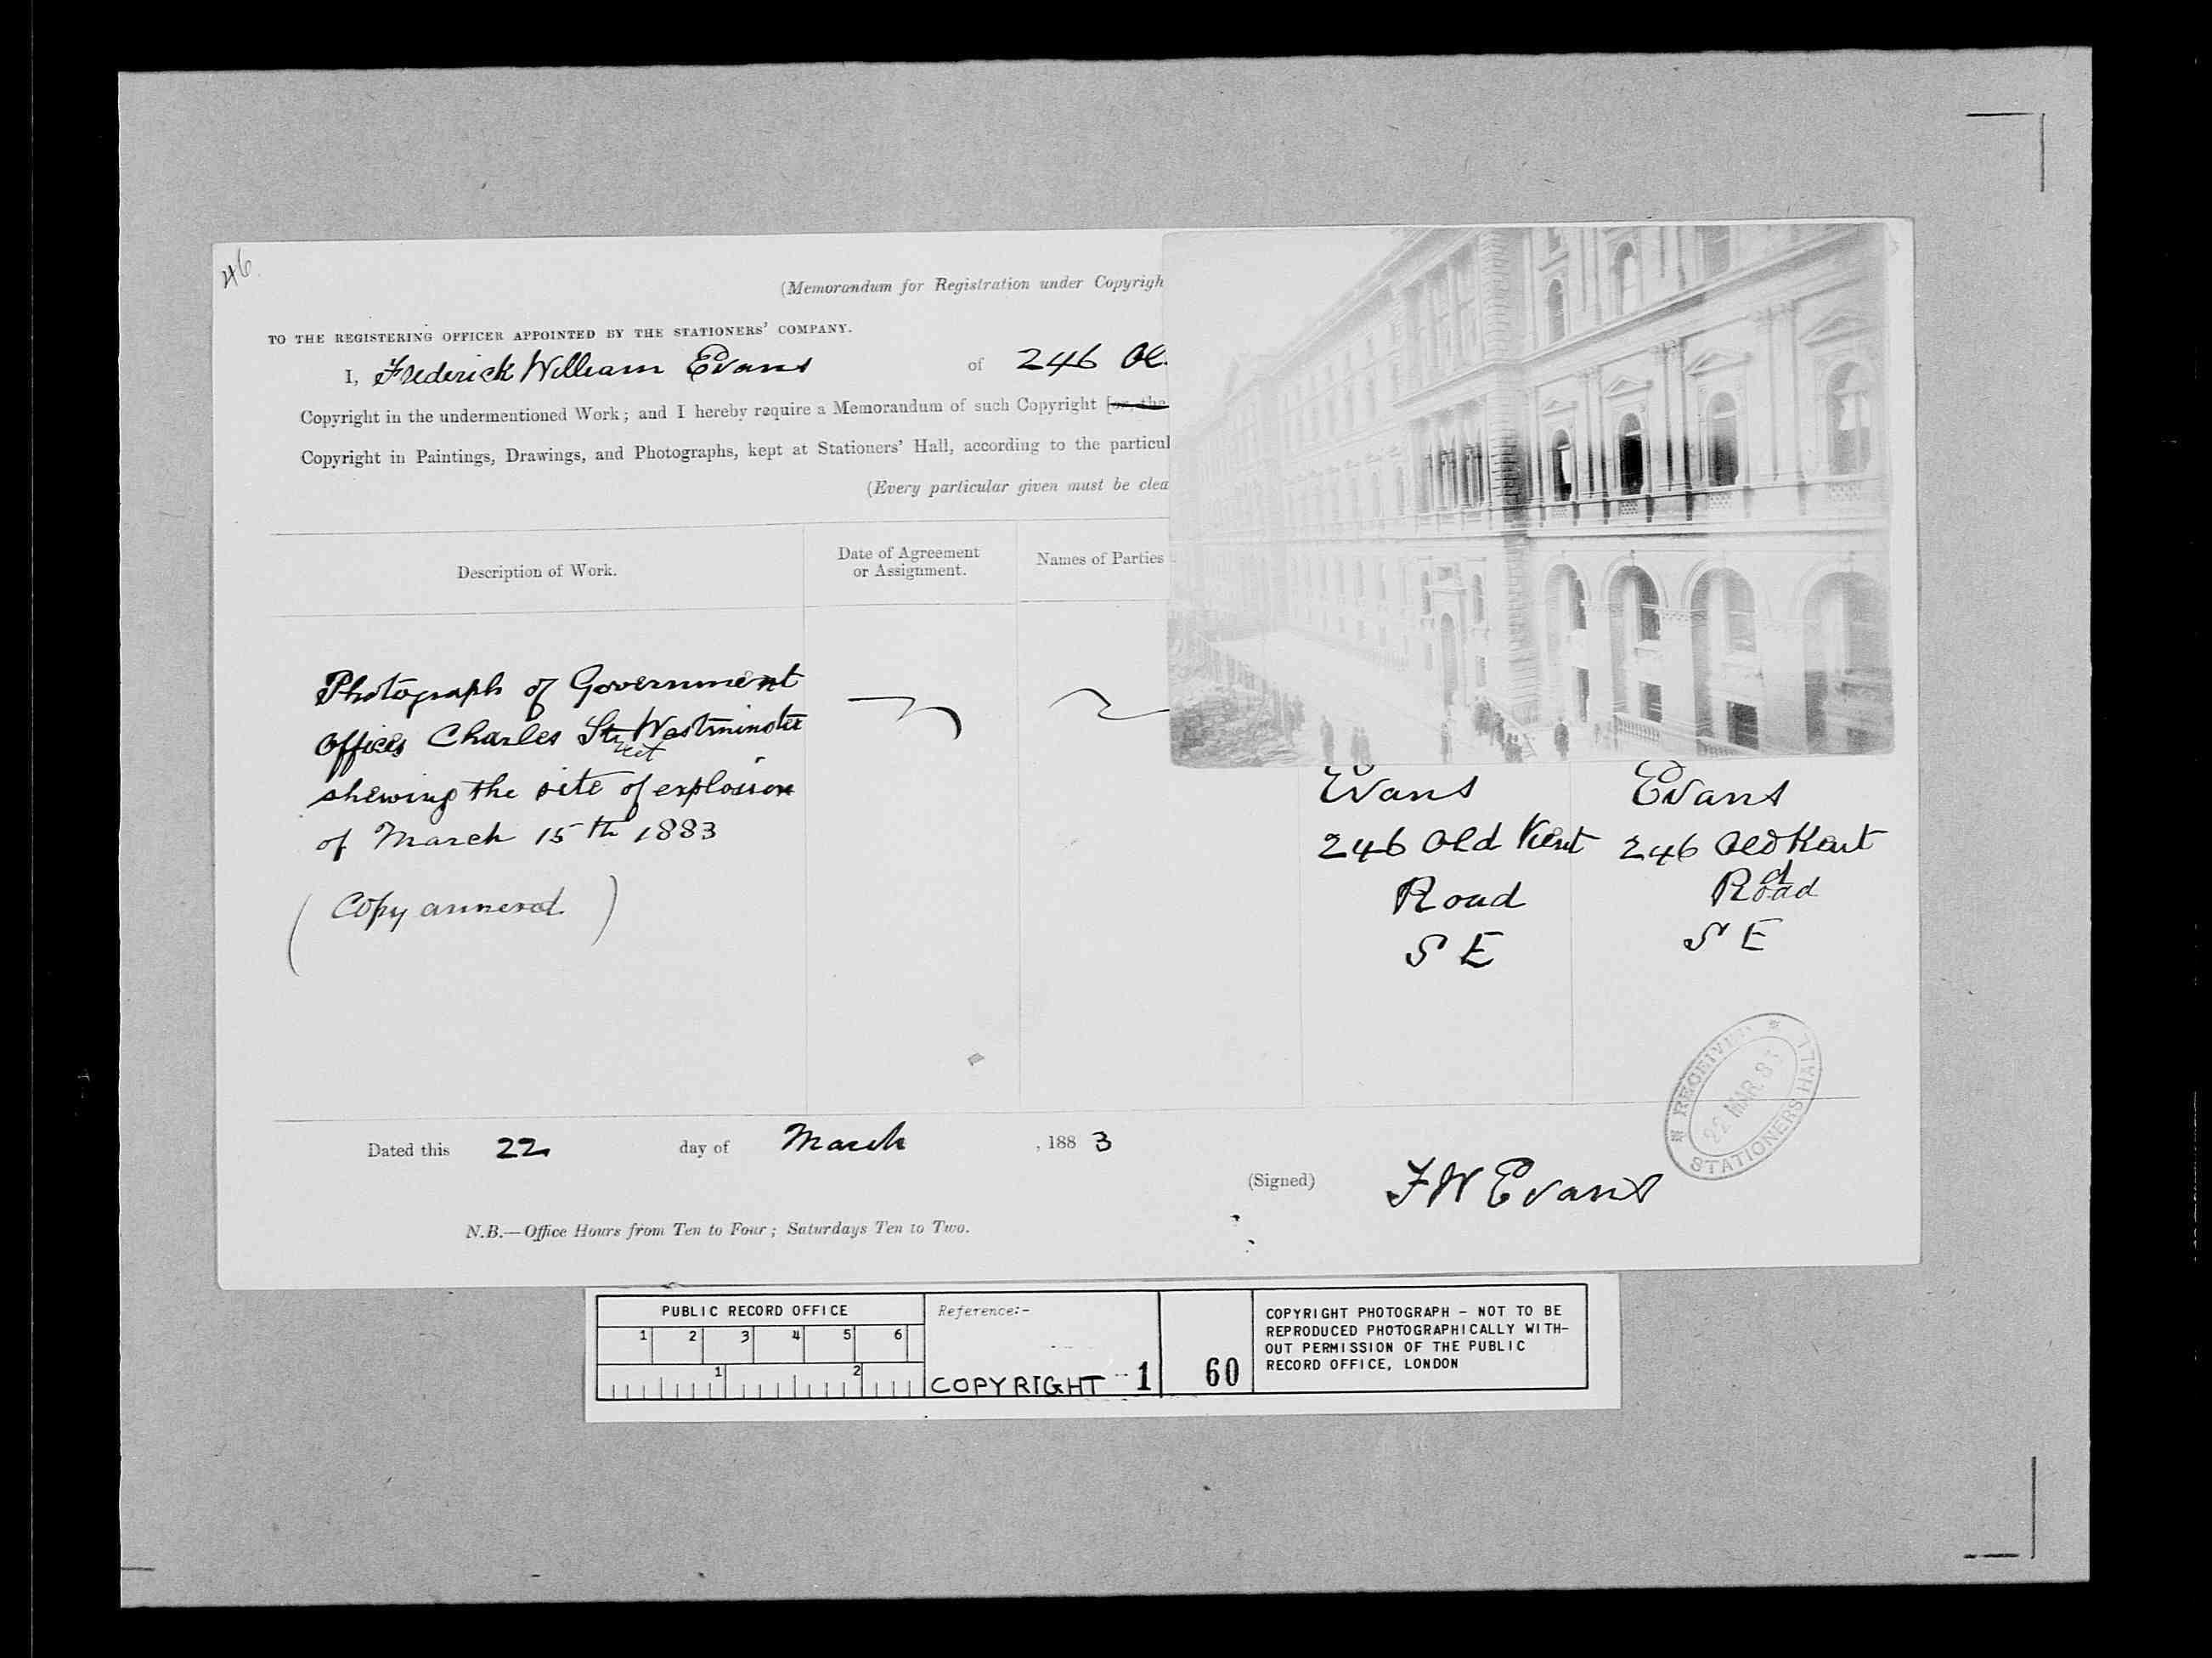 46
(Memorandum for Registration under Copyrigh
TO THE REGISTERING OFFICER APPOINTED BY THE STATIONERS' COMPANY.
I, Frederick William Evans of 246 Ol
Copyright in the undermentioned Work; and I hereby require a Memorandum of such Copyright [or, the
Copyright in Paintings, Drawings, and Photographs, kept at Stationers' Hall, according to the particul
(Every particular given must be clea
Description of Work.
Date of Agreement
or Assignment.
Names of Parties
Photograph of Government
Offices Charles Street Westminster
shewing the site of explosion
of March 15th 1883
(Copy annexed)
Evans
246 Old Kent
Road
S E
Evans
246 Old Kent
Road
S E
RECEIVED
22 MAR. 83
STATIONERS HALL
Dated this 22 day of March, 1883
(Signed) F W Evans
N.B.—Office Hours from Ten to Four; Saturdays Ten to Two.
PUBLIC RECORD OFFICE
1 2 3 4 5 6
1 2
Reference:-
COPYRIGHT 1
60
COPYRIGHT PHOTOGRAPH - NOT TO BE
REPRODUCED PHOTOGRAPHICALLY WITH-
OUT PERMISSION OF THE PUBLIC
RECORD OFFICE, LONDON